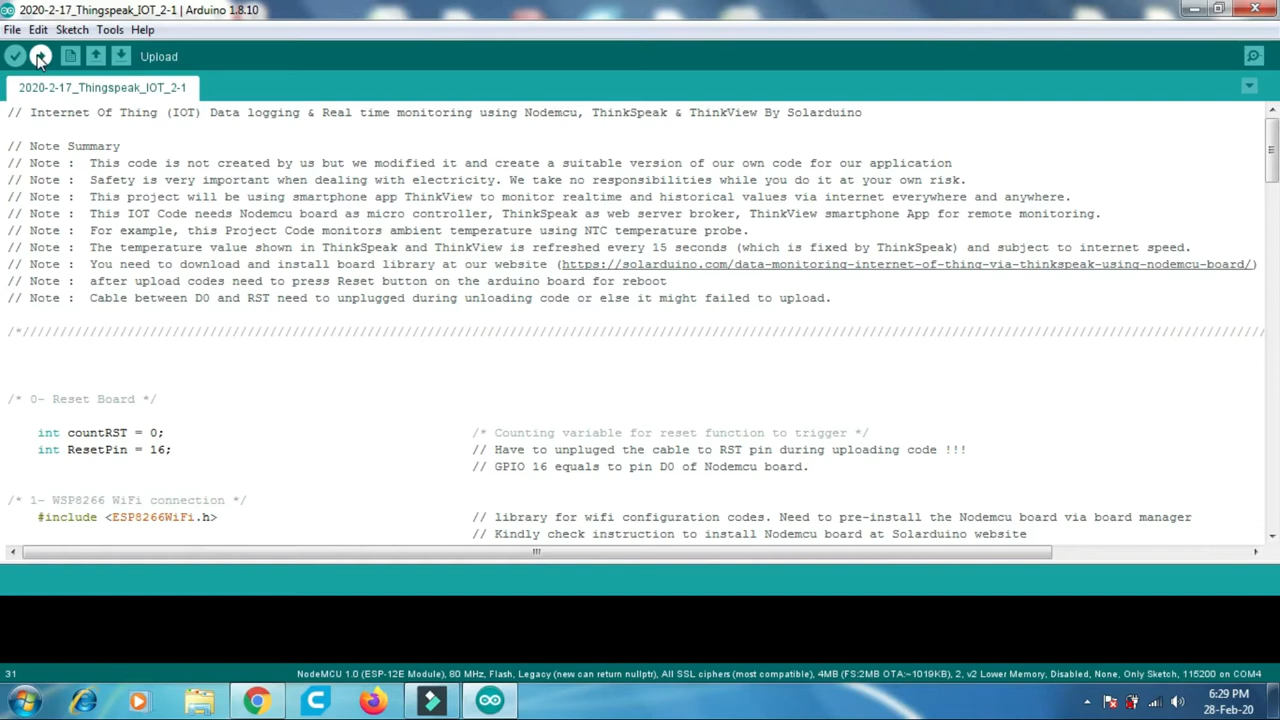 2020-2-17_Thingspeak_IOT_2-1 | Arduino 1.8.10
File Edit Sketch Tools Help
Upload
2020-2-17_Thingspeak_IOT_2-1
// Internet Of Thing (IOT) Data logging & Real time monitoring using Nodemcu, ThinkSpeak & ThinkView By Solarduino
// Note Summary
// Note : This code is not created by us but we modified it and create a suitable version of our own code for our application
// Note : Safety is very important when dealing with electricity. We take no responsibilities while you do it at your own risk.
// Note : This project will be using smartphone app ThinkView to monitor realtime and historical values via internet everywhere and anywhere.
// Note : This IOT Code needs Nodemcu board as micro controller, ThinkSpeak as web server broker, ThinkView smartphone App for remote monitoring.
// Note : For example, this Project Code monitors ambient temperature using NTC temperature probe.
// Note : The temperature value shown in ThinkSpeak and ThinkView is refreshed every 15 seconds (which is fixed by ThinkSpeak) and subject to internet speed.
// Note : You need to download and install board library at our website (https://solarduino.com/data-monitoring-internet-of-thing-via-thinkspeak-using-nodemcu-board/)
// Note : after upload codes need to press Reset button on the arduino board for reboot
// Note : Cable between D0 and RST need to unplugged during unloading code or else it might failed to upload.
/*//////////////////////////////////////////////////////////////////////////////////////////////////////////////////////////////////////////////////////////////////////
/* 0- Reset Board */
int countRST = 0; /* Counting variable for reset function to trigger */
int ResetPin = 16; // Have to unpluged the cable to RST pin during uploading code !!!
// GPIO 16 equals to pin D0 of Nodemcu board.
/* 1- WSP8266 WiFi connection */
#include <ESP8266WiFi.h> // library for wifi configuration codes. Need to pre-install the Nodemcu board via board manager
// Kindly check instruction to install Nodemcu board at Solarduino website
31 NodeMCU 1.0 (ESP-12E Module), 80 MHz, Flash, Legacy (new can return nullptr), All SSL ciphers (most compatible), 4MB (FS:2MB OTA:~1019KB), 2, v2 Lower Memory, Disabled, None, Only Sketch, 115200 on COM4
6:29 PM
28-Feb-20